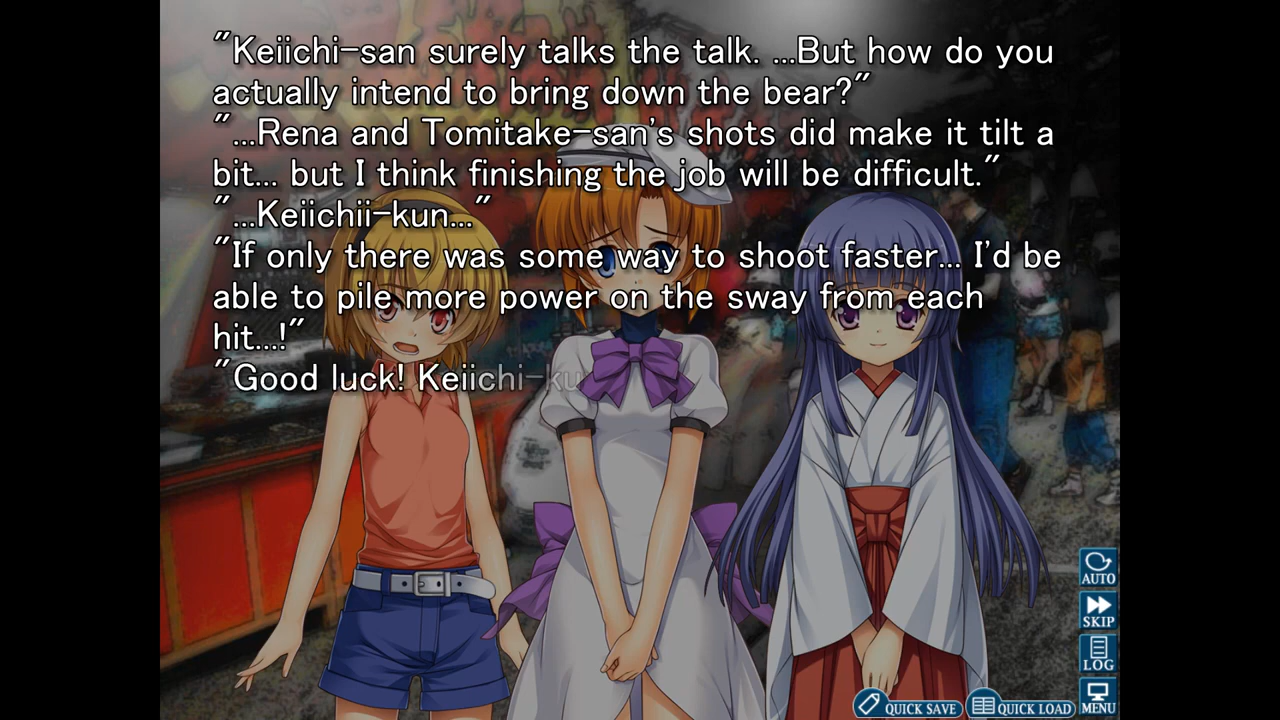 "Keiichi-san surely talks the talk. ...But how do you
actually intend to bring down the bear?"
"...Rena and Tomitake-san's shots did make it tilt a
bit... but I think finishing the job will be difficult."
"...Keiichii-kun..."
"If only there was some way to shoot faster... I'd be
able to pile more power on the sway from each
hit...!"
"Good luck! Keiichi-ku
AUTO
SKIP
LOG
MENU
QUICK SAVE
QUICK LOAD